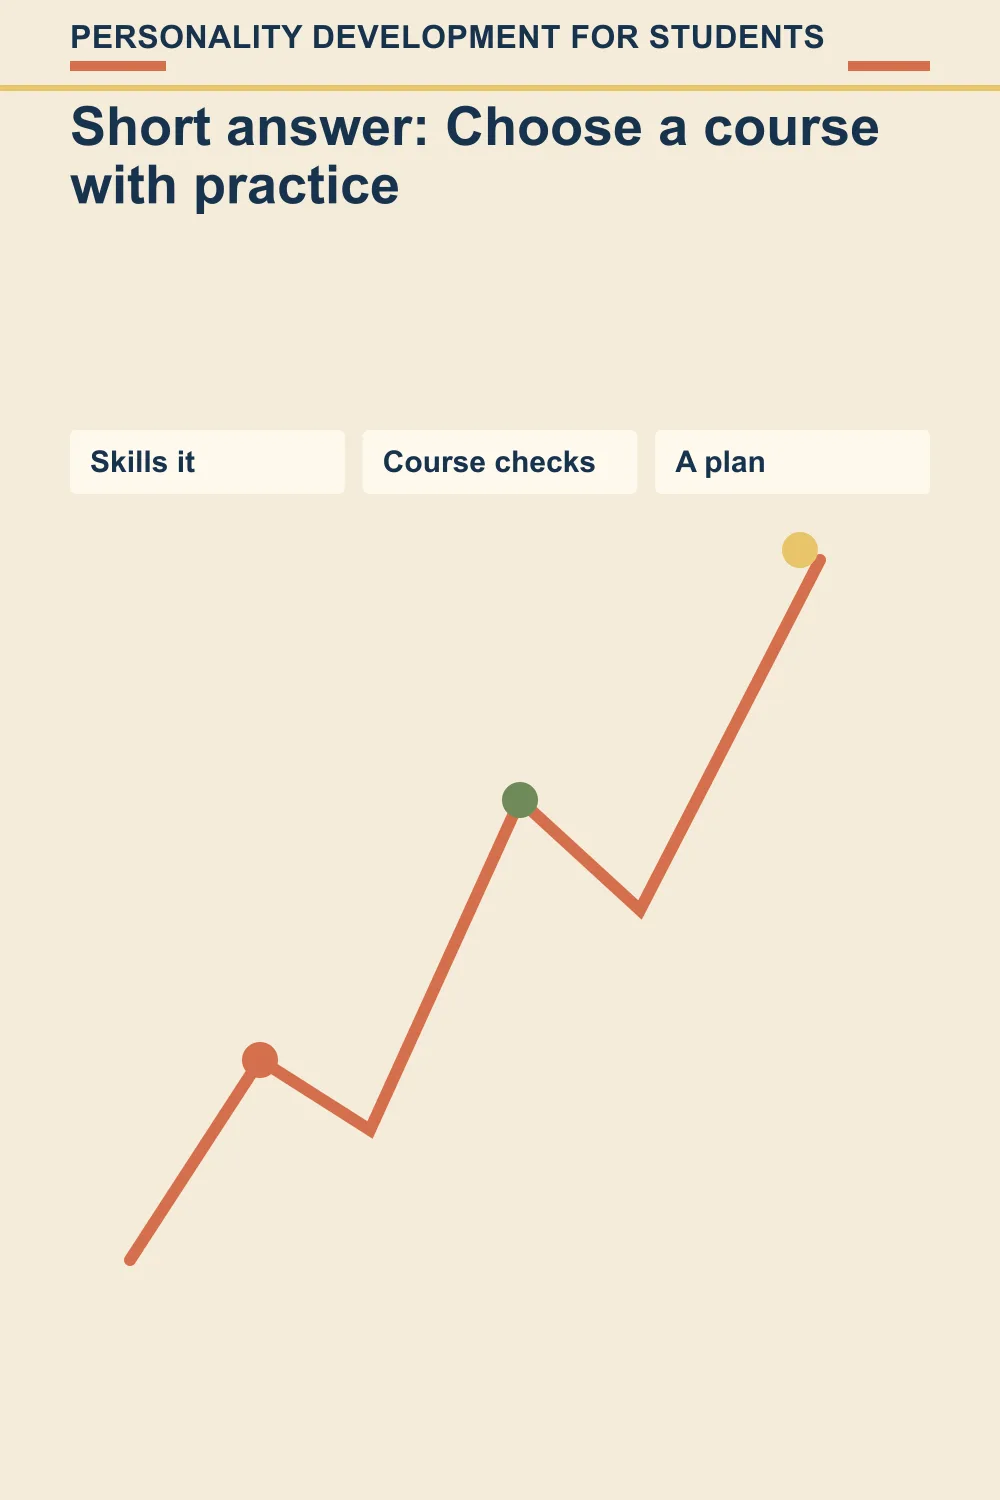 PERSONALITY DEVELOPMENT FOR STUDENTS
Short answer: Choose a course
with practice
Skills it
Course checks
A plan